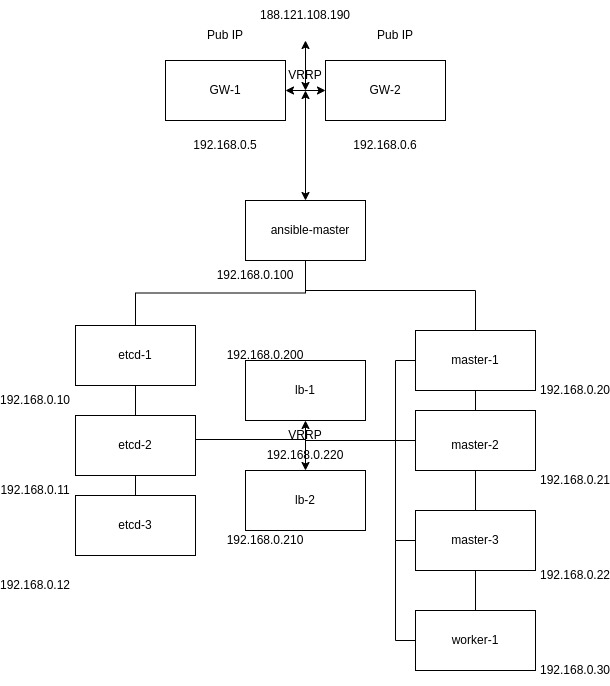 188.121.108.190
Pub IP
Pub IP
VRRP
GW-1
GW-2
192.168.0.5
192.168.0.6
ansible-master
192.168.0.100
etcd-1
192.168.0.200
master-1
lb-1
192.168.0.10
192.168.0.20
VRRP
etcd-2
master-2
192.168.0.220
192.168.0.11
192.168.0.21
lb-2
etcd-3
192.168.0.210
master-3
192.168.0.12
192.168.0.22
worker-1
192.168.0.30